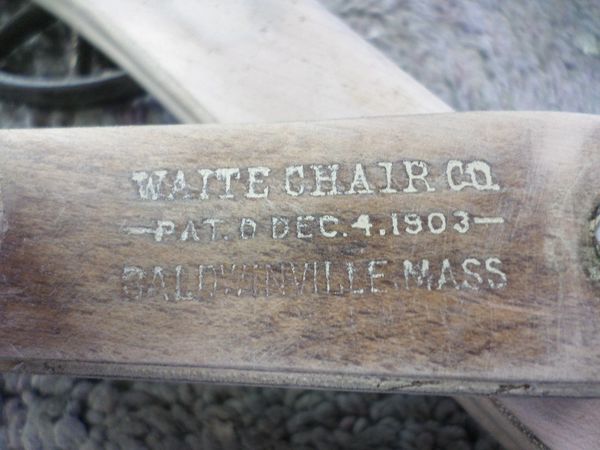 WAITE CHAIR CO.
—PAT. D DEC. 4. 1903—
BALDWINVILLE. MASS